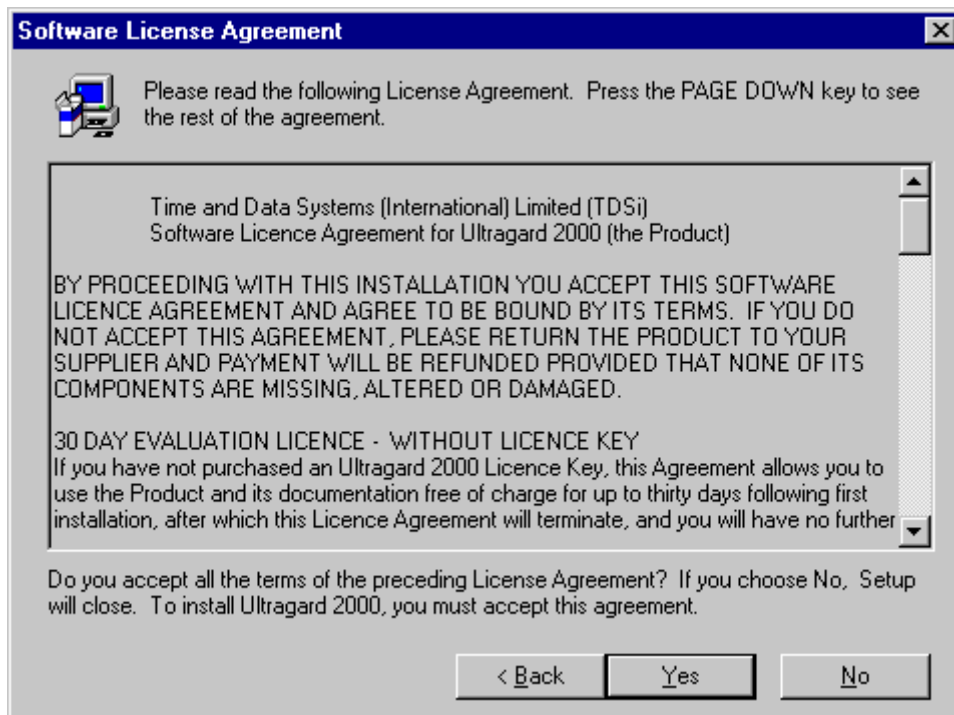 Software License Agreement
Please read the following License Agreement. Press the PAGE DOWN key to see
the rest of the agreement.
Time and Data Systems (International) Limited (TDSi)
Software Licence Agreement for Ultragard 2000 (the Product)
BY PROCEEDING WITH THIS INSTALLATION YOU ACCEPT THIS SOFTWARE
LICENCE AGREEMENT AND AGREE TO BE BOUND BY ITS TERMS. IF YOU DO
NOT ACCEPT THIS AGREEMENT, PLEASE RETURN THE PRODUCT TO YOUR
SUPPLIER AND PAYMENT WILL BE REFUNDED PROVIDED THAT NONE OF ITS
COMPONENTS ARE MISSING, ALTERED OR DAMAGED.
30 DAY EVALUATION LICENCE - WITHOUT LICENCE KEY
If you have not purchased an Ultragard 2000 Licence Key, this Agreement allows you to
use the Product and its documentation free of charge for up to thirty days following first
installation, after which this Licence Agreement will terminate, and you will have no further
Do you accept all the terms of the preceding License Agreement? If you choose No, Setup
will close. To install Ultragard 2000, you must accept this agreement.
< Back
Yes
No